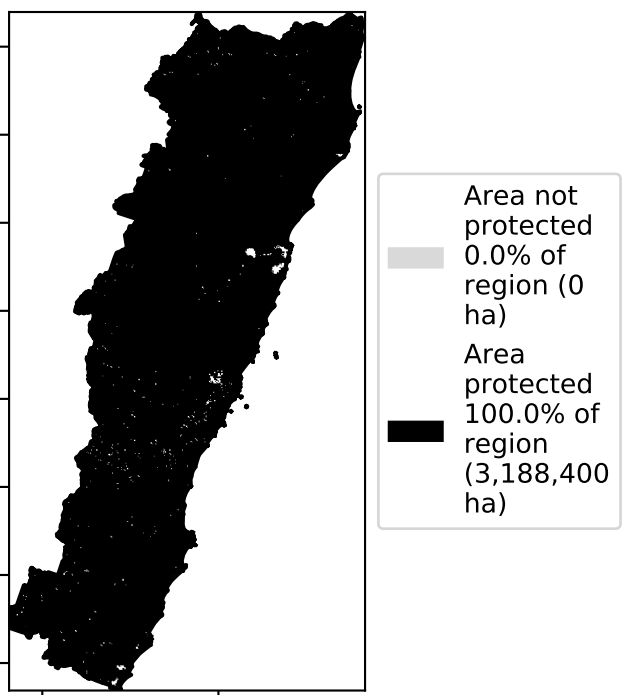 Area not
protected
0.0% of
region (0
ha)
Area
protected
100.0% of
region
(3,188,400
ha)